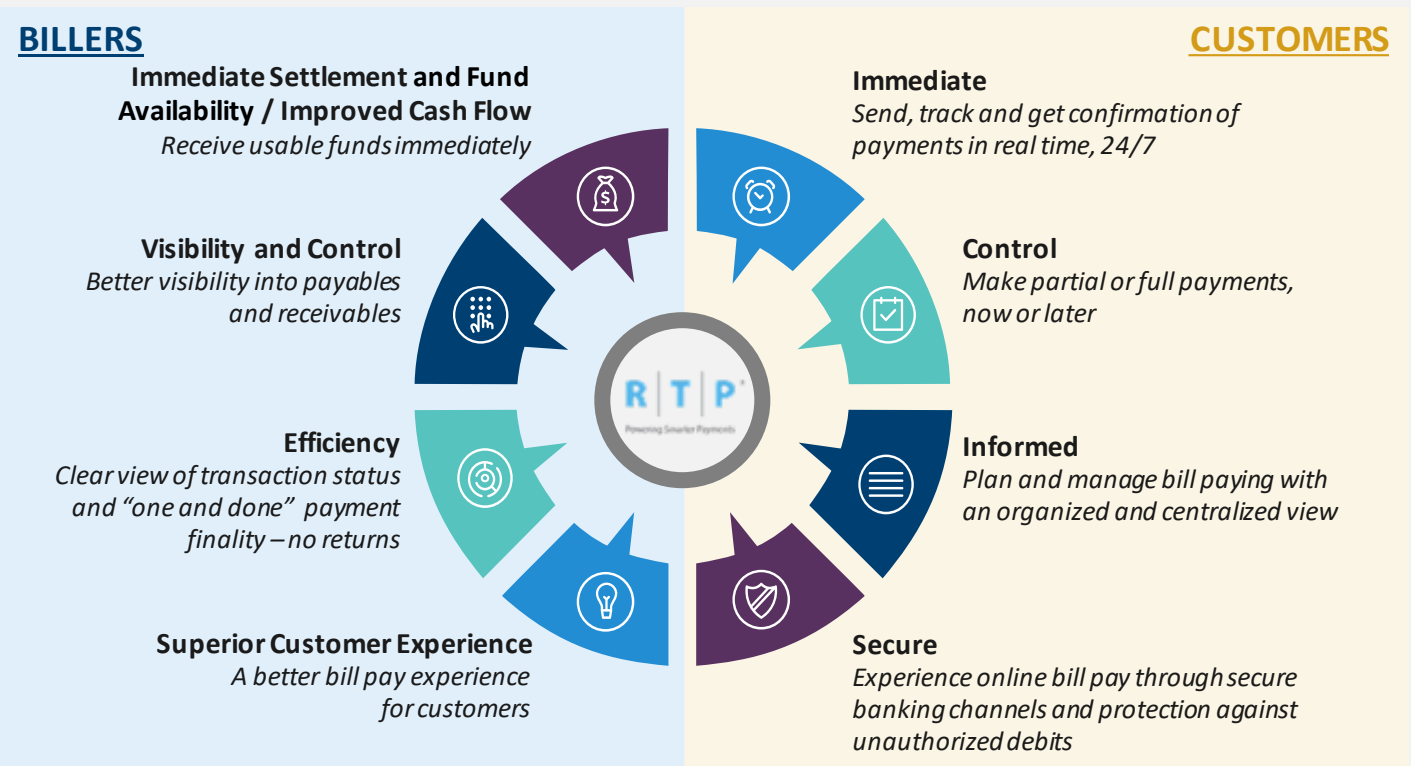 BILLERS
Immediate Settlement and Fund
Availability / Improved Cash Flow
Receive usable funds immediately
Visibility and Control
Better visibility into payables
and receivables
Efficiency
Clear view of transaction status
and “one and done” payment
finality – no returns
Superior Customer Experience
A better bill pay experience
for customers
$
R|T|P®
Powering Smarter Payments
CUSTOMERS
Immediate
Send, track and get confirmation of
payments in real time, 24/7
Control
Make partial or full payments,
now or later
Informed
Plan and manage bill paying with
an organized and centralized view
Secure
Experience online bill pay through secure
banking channels and protection against
unauthorized debits